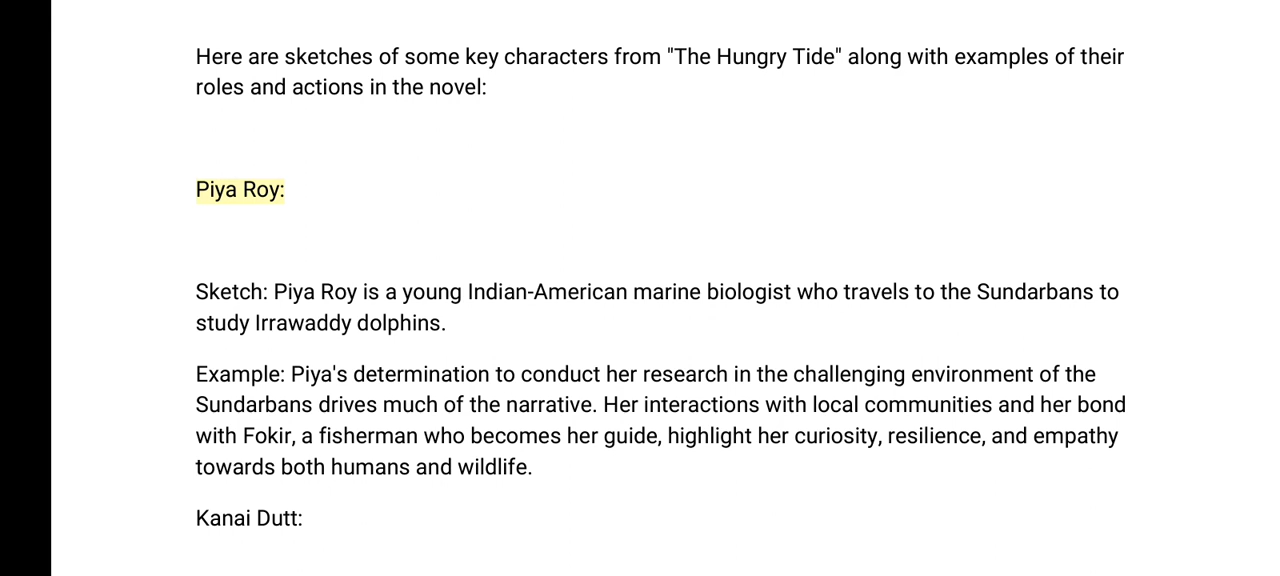 Here are sketches of some key characters from "The Hungry Tide" along with examples of their
roles and actions in the novel:
Piya Roy:
Sketch: Piya Roy is a young Indian-American marine biologist who travels to the Sundarbans to
study Irrawaddy dolphins.
Example: Piya's determination to conduct her research in the challenging environment of the
Sundarbans drives much of the narrative. Her interactions with local communities and her bond
with Fokir, a fisherman who becomes her guide, highlight her curiosity, resilience, and empathy
towards both humans and wildlife.
Kanai Dutt: